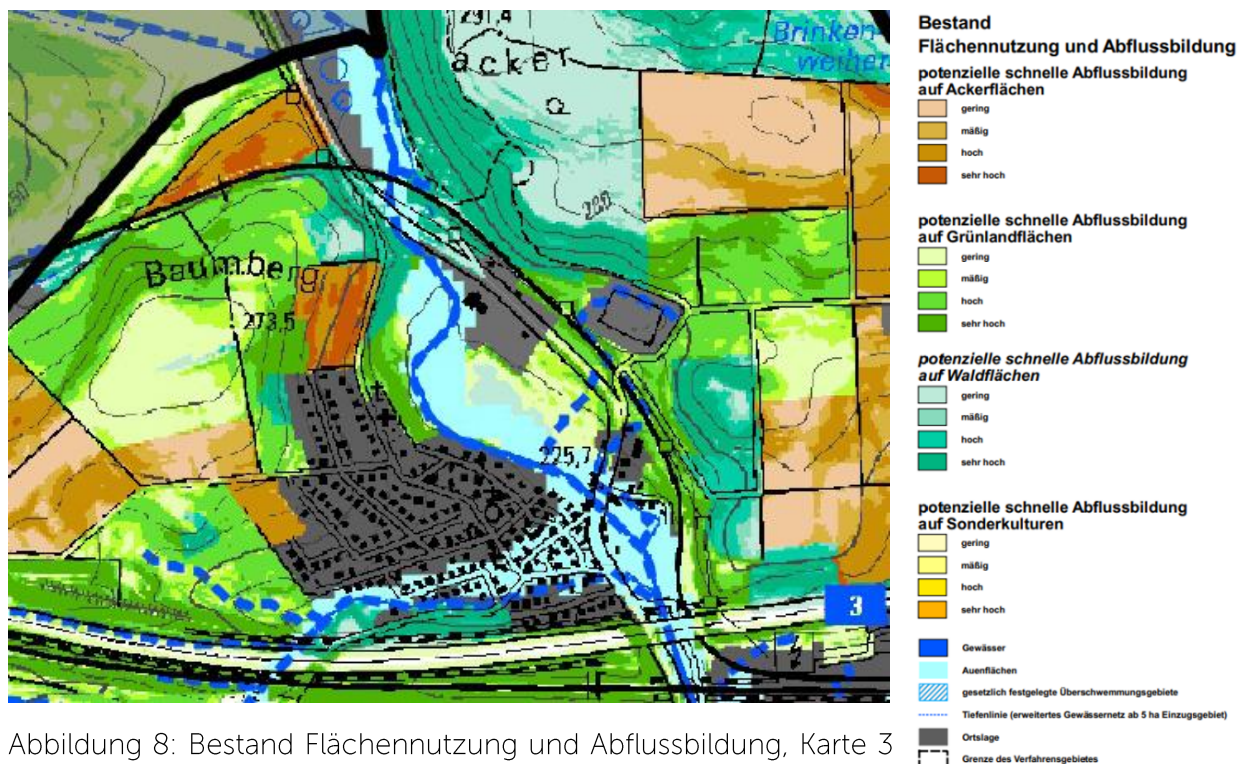 291,4
acker
Brinken-
weiher
250
285
Baumberg
273,5
225,7
3
Abbildung 8: Bestand Flächennutzung und Abflussbildung, Karte 3
Bestand
Flächennutzung und Abflussbildung
potenzielle schnelle Abflussbildung
auf Ackerflächen
gering
mäßig
hoch
sehr hoch
potenzielle schnelle Abflussbildung
auf Grünlandflächen
gering
mäßig
hoch
sehr hoch
potenzielle schnelle Abflussbildung
auf Waldflächen
gering
mäßig
hoch
sehr hoch
potenzielle schnelle Abflussbildung
auf Sonderkulturen
gering
mäßig
hoch
sehr hoch
Gewässer
Auenflächen
gesetzlich festgelegte Überschwemmungsgebiete
Tiefenlinie (erweitertes Gewässernetz ab 5 ha Einzugsgebiet)
Ortslage
Grenze des Verfahrensgebietes